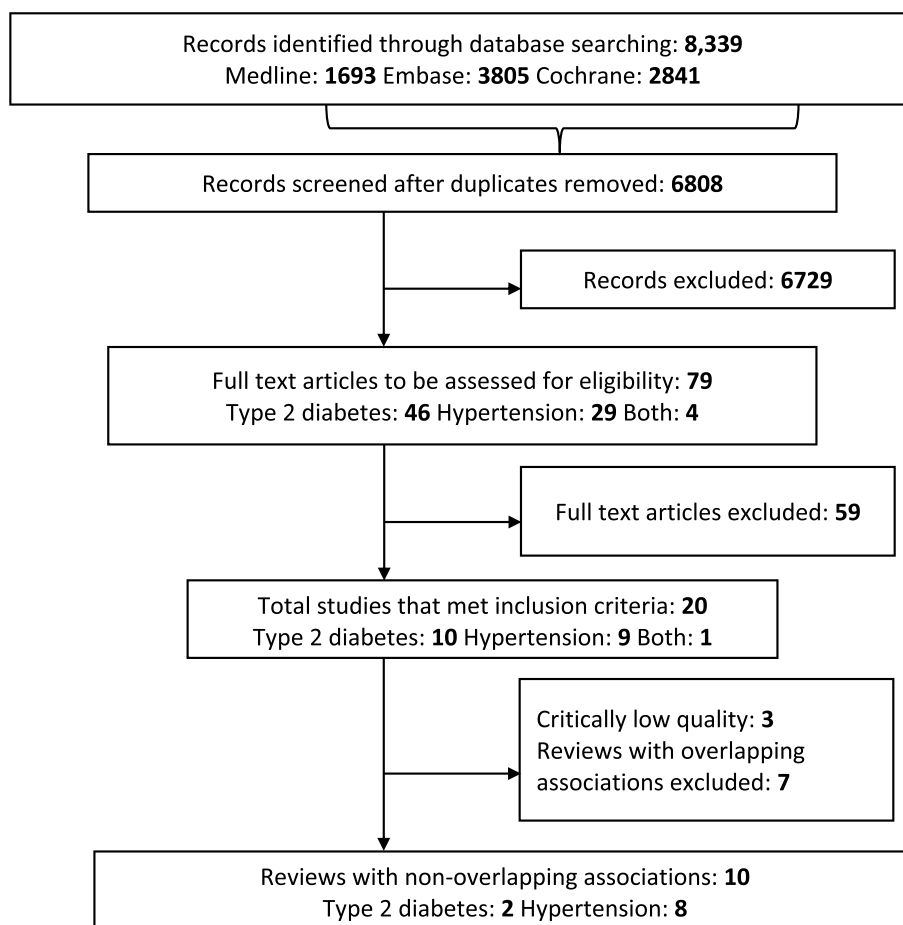 Records identified through database searching: 8,339
Medline: 1693 Embase: 3805 Cochrane: 2841
Records screened after duplicates removed: 6808
Records excluded: 6729
Full text articles to be assessed for eligibility: 79
Type 2 diabetes: 46 Hypertension: 29 Both: 4
Full text articles excluded: 59
Total studies that met inclusion criteria: 20
Type 2 diabetes: 10 Hypertension: 9 Both: 1
Critically low quality: 3
Reviews with overlapping
associations excluded: 7
Reviews with non-overlapping associations: 10
Type 2 diabetes: 2 Hypertension: 8